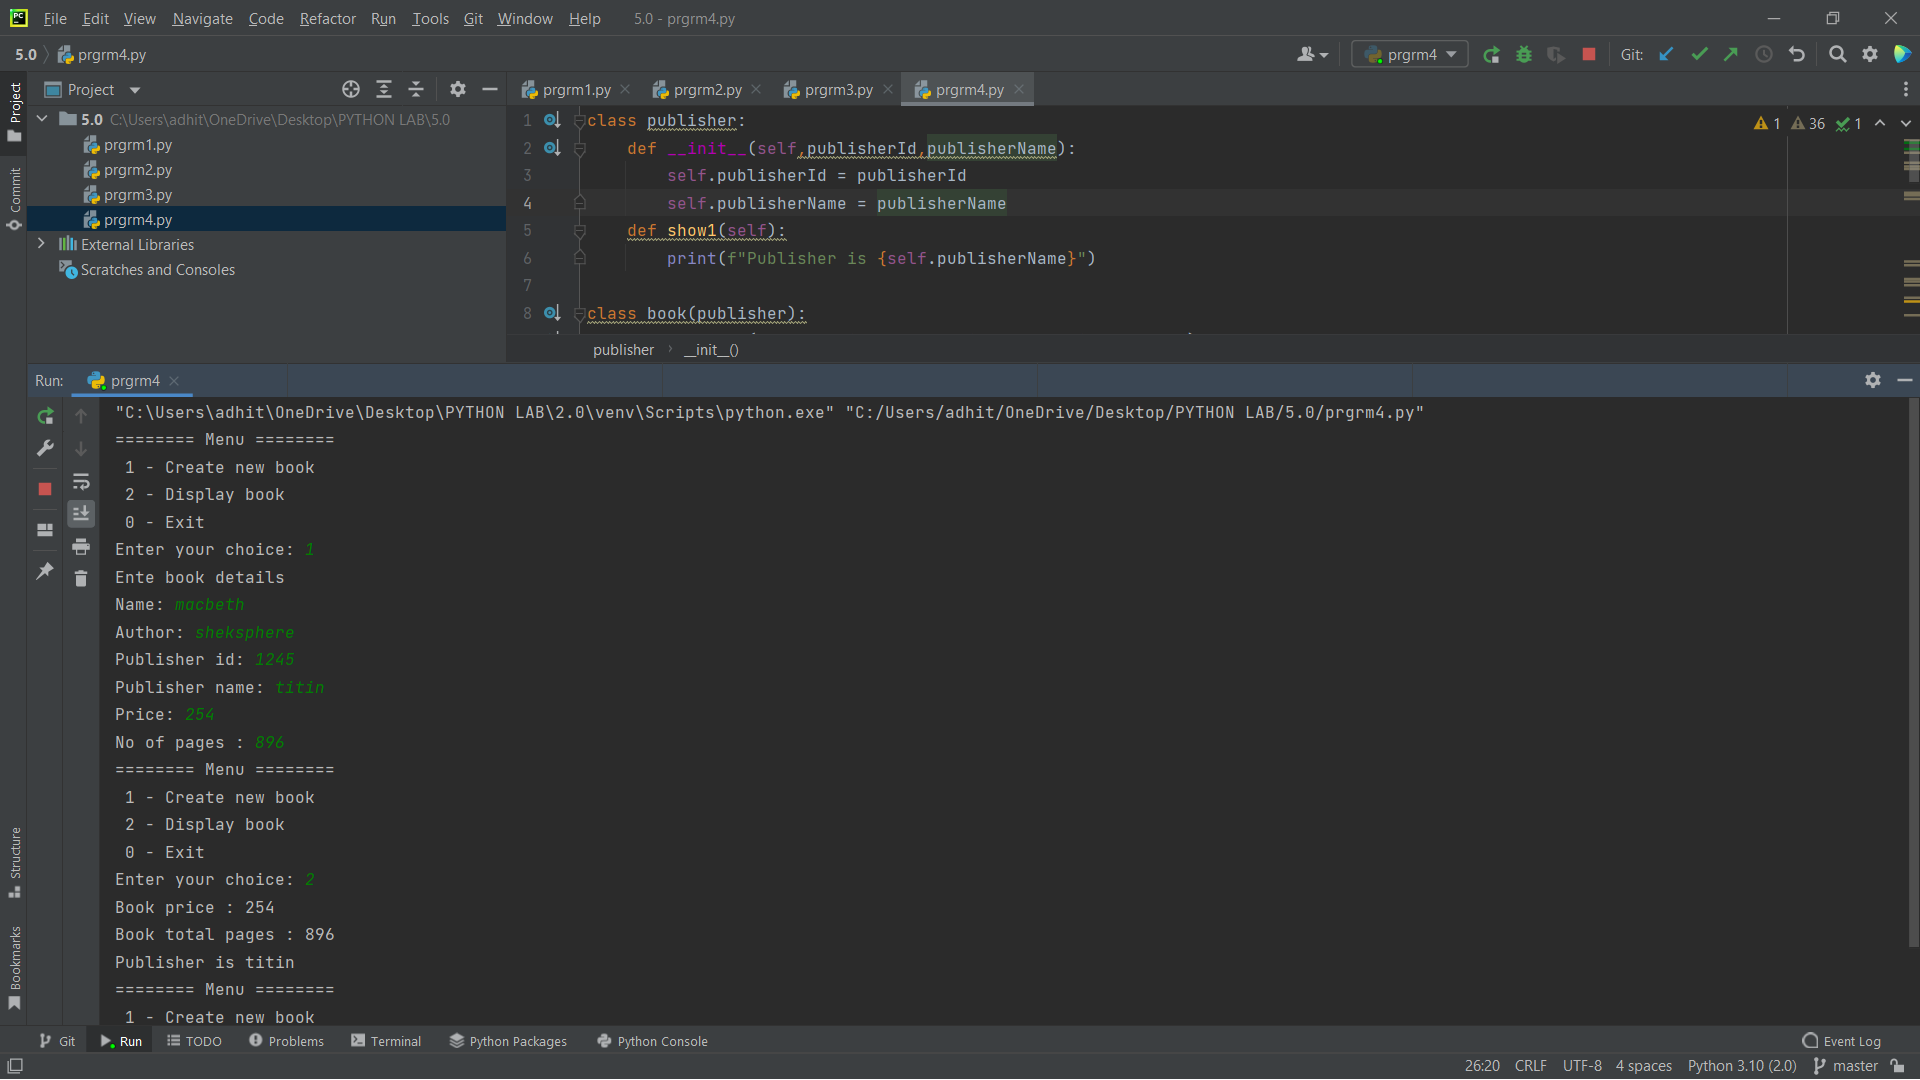 File Edit View Navigate Code Refactor Run Tools Git Window Help 5.0 - prgrm4.py
5.0 prgrm4.py prgrm4 Git:
Project prgrm1.py prgrm2.py prgrm3.py prgrm4.py
5.0 C:\Users\adhit\OneDrive\Desktop\PYTHON LAB\5.0
prgrm1.py
prgrm2.py
prgrm3.py
prgrm4.py
External Libraries
Scratches and Consoles
Project
Commit
Structure
Bookmarks
1 class publisher:
2 def __init__(self,publisherId,publisherName):
3 self.publisherId = publisherId
4 self.publisherName = publisherName
5 def show1(self):
6 print(f"Publisher is {self.publisherName}")
7
8 class book(publisher):
1 36 1
publisher › __init__()
Run: prgrm4
"C:\Users\adhit\OneDrive\Desktop\PYTHON LAB\2.0\venv\Scripts\python.exe" "C:/Users/adhit/OneDrive/Desktop/PYTHON LAB/5.0/prgrm4.py"
======== Menu ========
1 - Create new book
2 - Display book
0 - Exit
Enter your choice: 1
Ente book details
Name: macbeth
Author: sheksphere
Publisher id: 1245
Publisher name: titin
Price: 254
No of pages : 896
======== Menu ========
1 - Create new book
2 - Display book
0 - Exit
Enter your choice: 2
Book price : 254
Book total pages : 896
Publisher is titin
======== Menu ========
1 - Create new book
Git Run TODO Problems Terminal Python Packages Python Console Event Log
26:20 CRLF UTF-8 4 spaces Python 3.10 (2.0) master